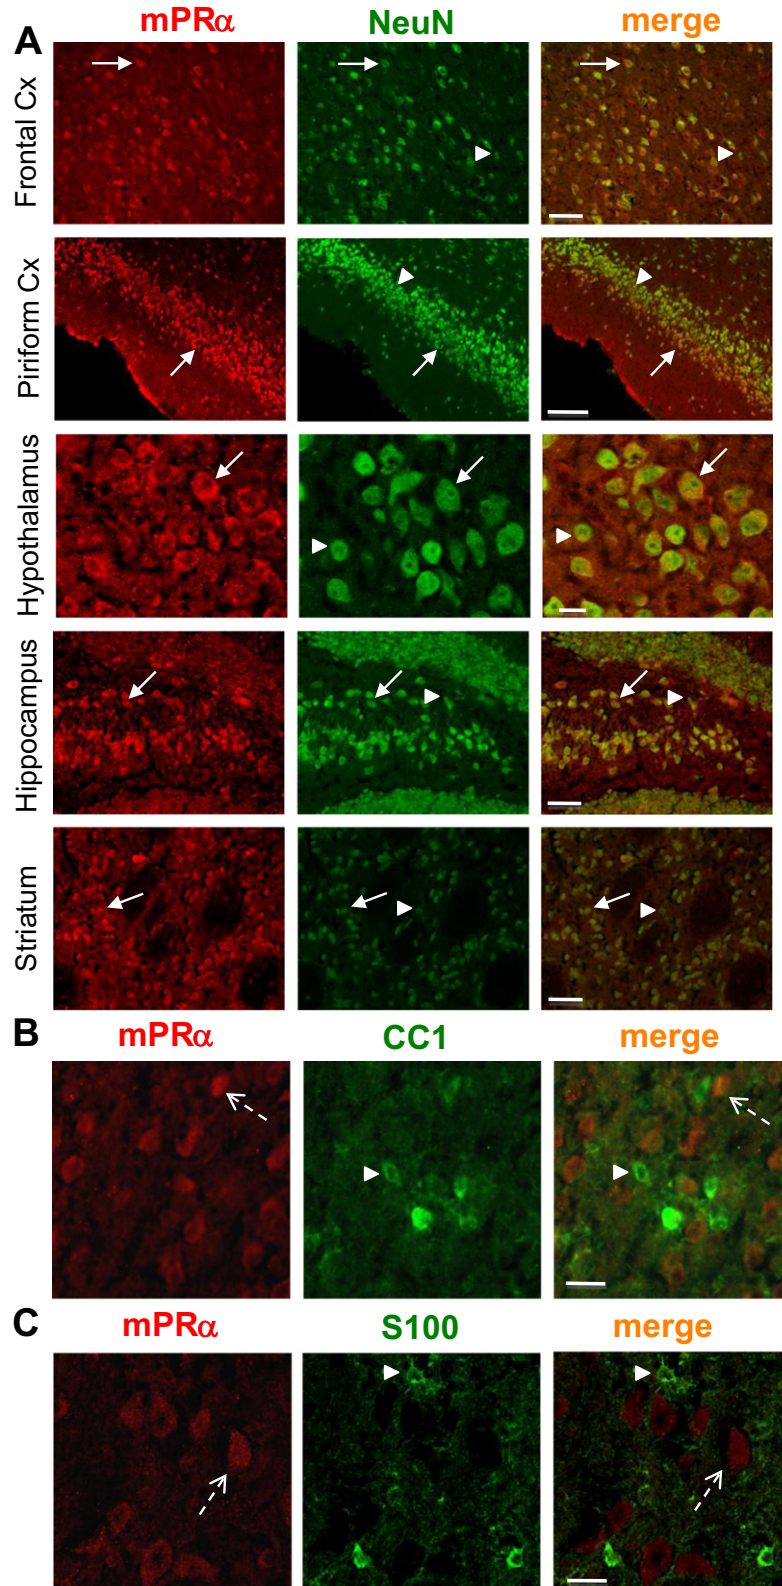 A
mPRα NeuN merge
Frontal Cx
Piriform Cx
Hypothalamus
Hippocampus
Striatum
B
mPRα CC1 merge
C
mPRα S100 merge